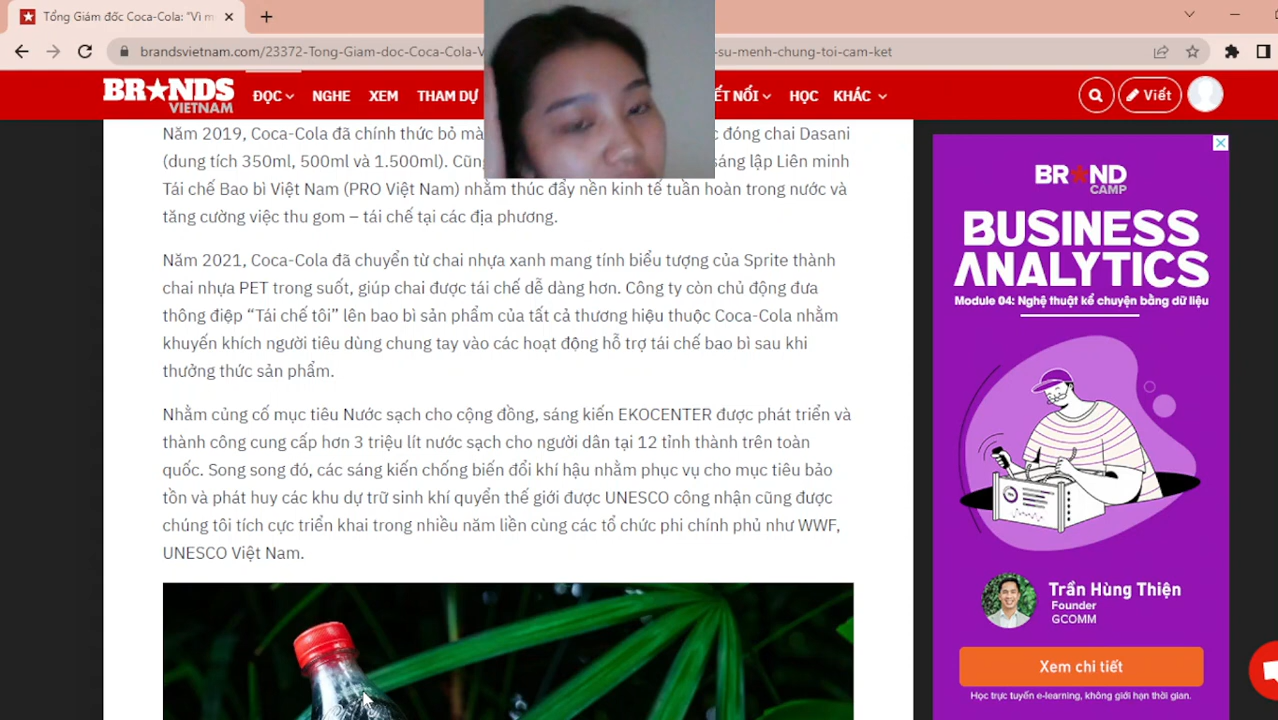 Tổng Giám đốc Coca-Cola: “Vì m
brandsvietnam.com/23372-Tong-Giam-doc-Coca-Cola-V
su-menh-chung-toi-cam-ket
BRANDS VIETNAM
ĐỌC NGHE XEM THAM DỰ
ẾT NỐI HỌC KHÁC
Viết
Năm 2019, Coca-Cola đã chính thức bỏ mà
đóng chai Dasani
(dung tích 350ml, 500ml và 1.500ml). Cũng
sáng lập Liên minh
Tái chế Bao bì Việt Nam (PRO Việt Nam) nhằm thúc đẩy nền kinh tế tuần hoàn trong nước và
tăng cường việc thu gom – tái chế tại các địa phương.
Năm 2021, Coca-Cola đã chuyển từ chai nhựa xanh mang tính biểu tượng của Sprite thành
chai nhựa PET trong suốt, giúp chai được tái chế dễ dàng hơn. Công ty còn chủ động đưa
thông điệp “Tái chế tôi” lên bao bì sản phẩm của tất cả thương hiệu thuộc Coca-Cola nhằm
khuyến khích người tiêu dùng chung tay vào các hoạt động hỗ trợ tái chế bao bì sau khi
thưởng thức sản phẩm.
Nhằm củng cố mục tiêu Nước sạch cho cộng đồng, sáng kiến EKOCENTER được phát triển và
thành công cung cấp hơn 3 triệu lít nước sạch cho người dân tại 12 tỉnh thành trên toàn
quốc. Song song đó, các sáng kiến chống biến đổi khí hậu nhằm phục vụ cho mục tiêu bảo
tồn và phát huy các khu dự trữ sinh khí quyển thế giới được UNESCO công nhận cũng được
chúng tôi tích cực triển khai trong nhiều năm liền cùng các tổ chức phi chính phủ như WWF,
UNESCO Việt Nam.
BRAND
CAMP
BUSINESS
ANALYTICS
Module 04: Nghệ thuật kể chuyện bằng dữ liệu
Trần Hùng Thiện
Founder
GCOMM
Xem chi tiết
Học trực tuyến e-learning, không giới hạn thời gian.